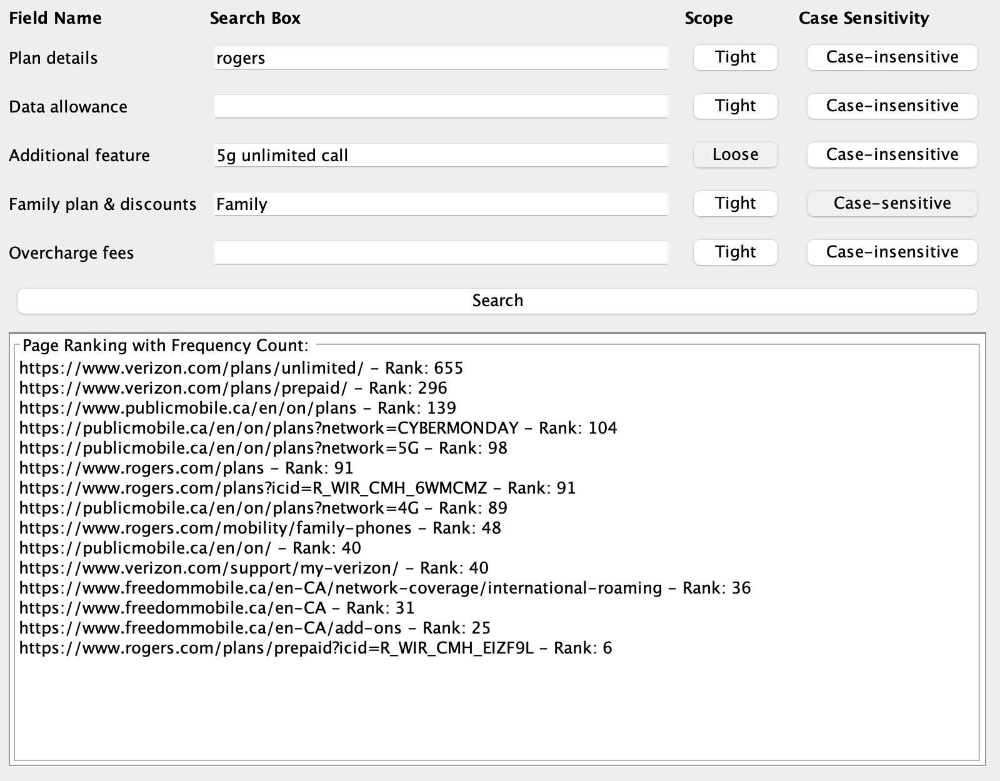 Field Name Search Box Scope Case Sensitivity
Plan details rogers Tight Case-insensitive
Data allowance Tight Case-insensitive
Additional feature 5g unlimited call Loose Case-insensitive
Family plan & discounts Family Tight Case-sensitive
Overcharge fees Tight Case-insensitive
Search
Page Ranking with Frequency Count:
https://www.verizon.com/plans/unlimited/ - Rank: 655
https://www.verizon.com/plans/prepaid/ - Rank: 296
https://www.publicmobile.ca/en/on/plans - Rank: 139
https://publicmobile.ca/en/on/plans?network=CYBERMONDAY - Rank: 104
https://publicmobile.ca/en/on/plans?network=5G - Rank: 98
https://www.rogers.com/plans - Rank: 91
https://www.rogers.com/plans?icid=R_WIR_CMH_6WMCMZ - Rank: 91
https://publicmobile.ca/en/on/plans?network=4G - Rank: 89
https://www.rogers.com/mobility/family-phones - Rank: 48
https://publicmobile.ca/en/on/ - Rank: 40
https://www.verizon.com/support/my-verizon/ - Rank: 40
https://www.freedommobile.ca/en-CA/network-coverage/international-roaming - Rank: 36
https://www.freedommobile.ca/en-CA - Rank: 31
https://www.freedommobile.ca/en-CA/add-ons - Rank: 25
https://www.rogers.com/plans/prepaid?icid=R_WIR_CMH_EIZF9L - Rank: 6